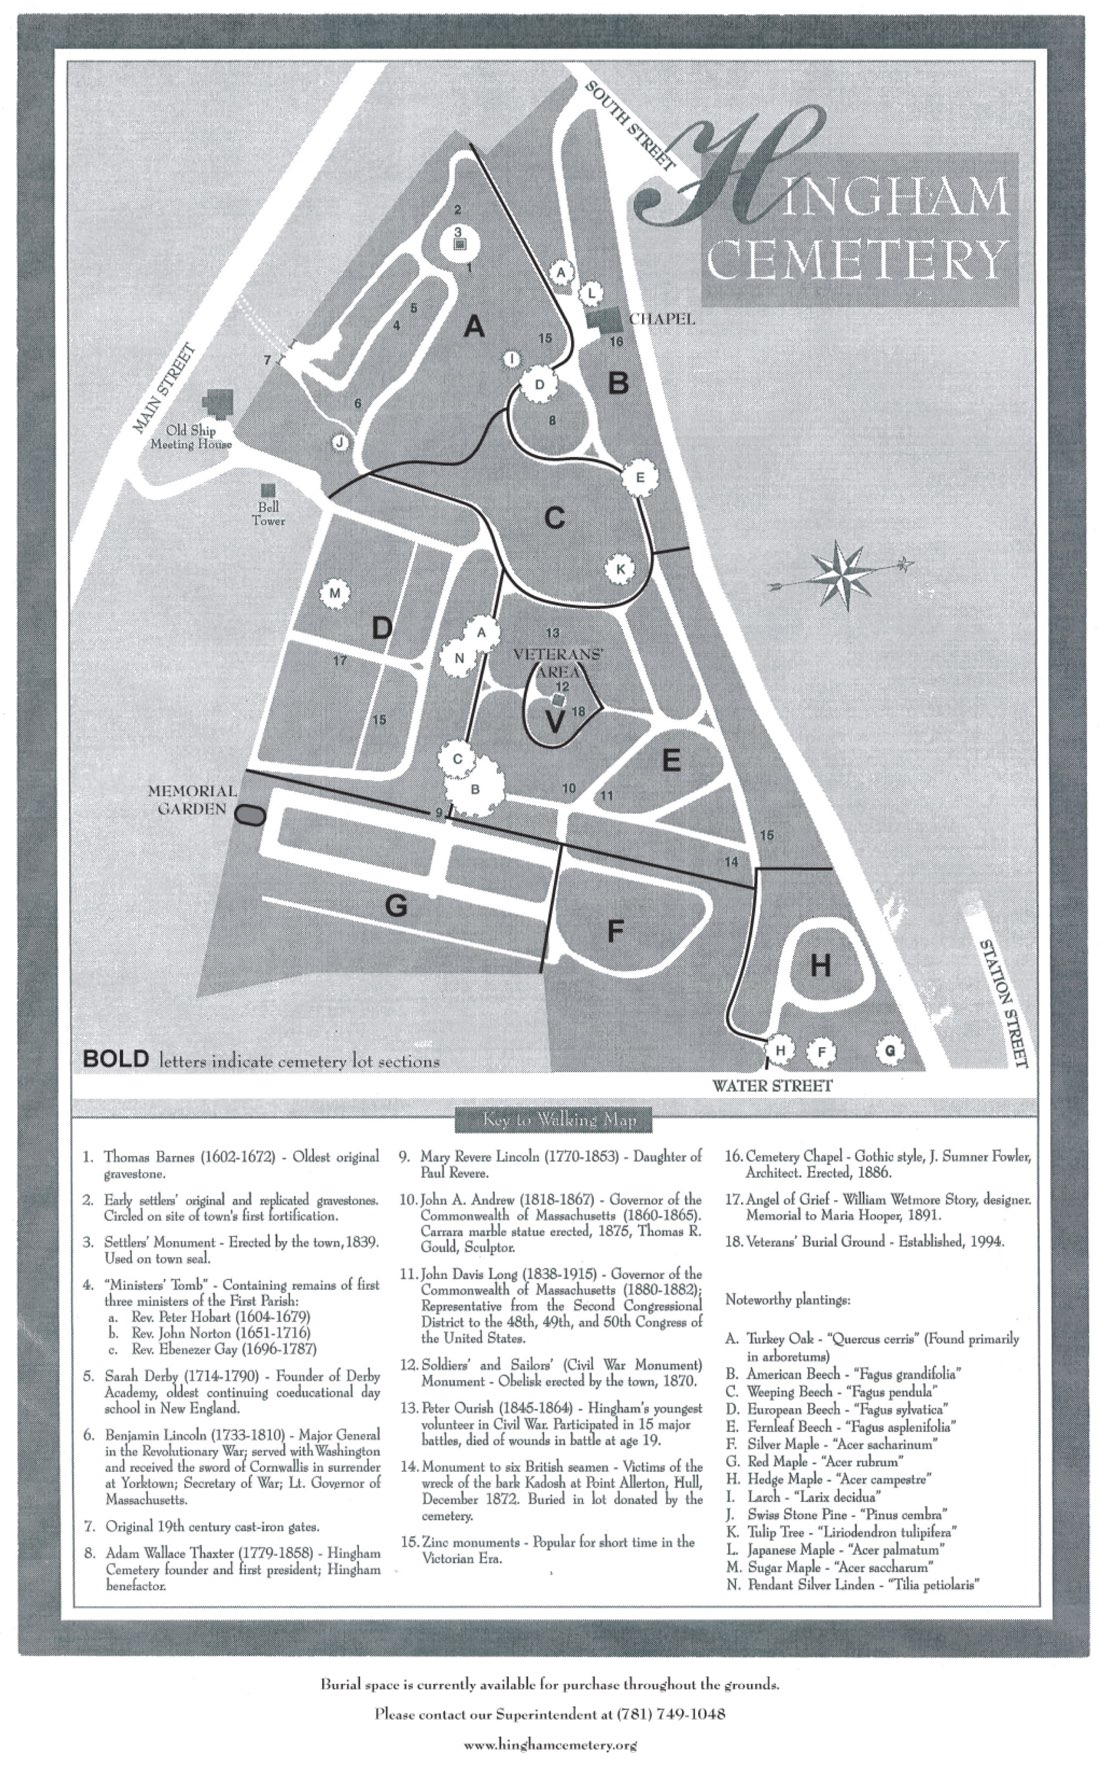 SOUTH STREET
HINGHAM
CEMETERY
2
3
1
5
4
A
A
L
CHAPEL
15
16
7
I
D
B
MAIN STREET
6
8
Old Ship
Meeting House
J
E
Bell
Tower
C
K
M
D
A
13
N
VETERANS'
AREA
17
12
18
V
15
E
C
B
MEMORIAL
GARDEN
10
11
9
15
14
G
F
H
STATION STREET
BOLD letters indicate cemetery lot sections
H
F
G
WATER STREET
Key to Walking Map
1. Thomas Barnes (1602-1672) - Oldest original
gravestone.
2. Early settlers' original and replicated gravestones.
Circled on site of town's first fortification.
3. Settlers' Monument - Erected by the town, 1839.
Used on town seal.
4. "Ministers' Tomb" - Containing remains of first
three ministers of the First Parish:
a. Rev. Peter Hobart (1604-1679)
b. Rev. John Norton (1651-1716)
c. Rev. Ebenezer Gay (1696-1787)
5. Sarah Derby (1714-1790) - Founder of Derby
Academy, oldest continuing coeducational day
school in New England.
6. Benjamin Lincoln (1733-1810) - Major General
in the Revolutionary War; served with Washington
and received the sword of Cornwallis in surrender
at Yorktown; Secretary of War; Lt. Governor of
Massachusetts.
7. Original 19th century cast-iron gates.
8. Adam Wallace Thaxter (1779-1858) - Hingham
Cemetery founder and first president; Hingham
benefactor.
9. Mary Revere Lincoln (1770-1853) - Daughter of
Paul Revere.
10. John A. Andrew (1818-1867) - Governor of the
Commonwealth of Massachusetts (1860-1865).
Carrara marble statue erected, 1875, Thomas R.
Gould, Sculptor.
11. John Davis Long (1838-1915) - Governor of the
Commonwealth of Massachusetts (1880-1882);
Representative from the Second Congressional
District to the 48th, 49th, and 50th Congress of
the United States.
12. Soldiers' and Sailors' (Civil War Monument)
Monument - Obelisk erected by the town, 1870.
13. Peter Ourish (1845-1864) - Hingham's youngest
volunteer in Civil War. Participated in 15 major
battles, died of wounds in battle at age 19.
14. Monument to six British seamen - Victims of the
wreck of the bark Kadosh at Point Allerton, Hull,
December 1872. Buried in lot donated by the
cemetery.
15. Zinc monuments - Popular for short time in the
Victorian Era.
16. Cemetery Chapel - Gothic style, J. Sumner Fowler,
Architect. Erected, 1886.
17. Angel of Grief - William Wetmore Story, designer.
Memorial to Maria Hooper, 1891.
18. Veterans' Burial Ground - Established, 1994.
Noteworthy plantings:
A. Turkey Oak - "Quercus cerris" (Found primarily
in arboretums)
B. American Beech - "Fagus grandifolia"
C. Weeping Beech - "Fagus pendula"
D. European Beech - "Fagus sylvatica"
E. Fernleaf Beech - "Fagus asplenifolia"
F. Silver Maple - "Acer sacharinum"
G. Red Maple - "Acer rubrum"
H. Hedge Maple - "Acer campestre"
I. Larch - "Larix decidua"
J. Swiss Stone Pine - "Pinus cembra"
K. Tulip Tree - "Liriodendron tulipifera"
L. Japanese Maple - "Acer palmatum"
M. Sugar Maple - "Acer saccharum"
N. Pendant Silver Linden - "Tilia petiolaris"
Burial space is currently available for purchase throughout the grounds.
Please contact our Superintendent at (781) 749-1048
www.hinghamcemetery.org